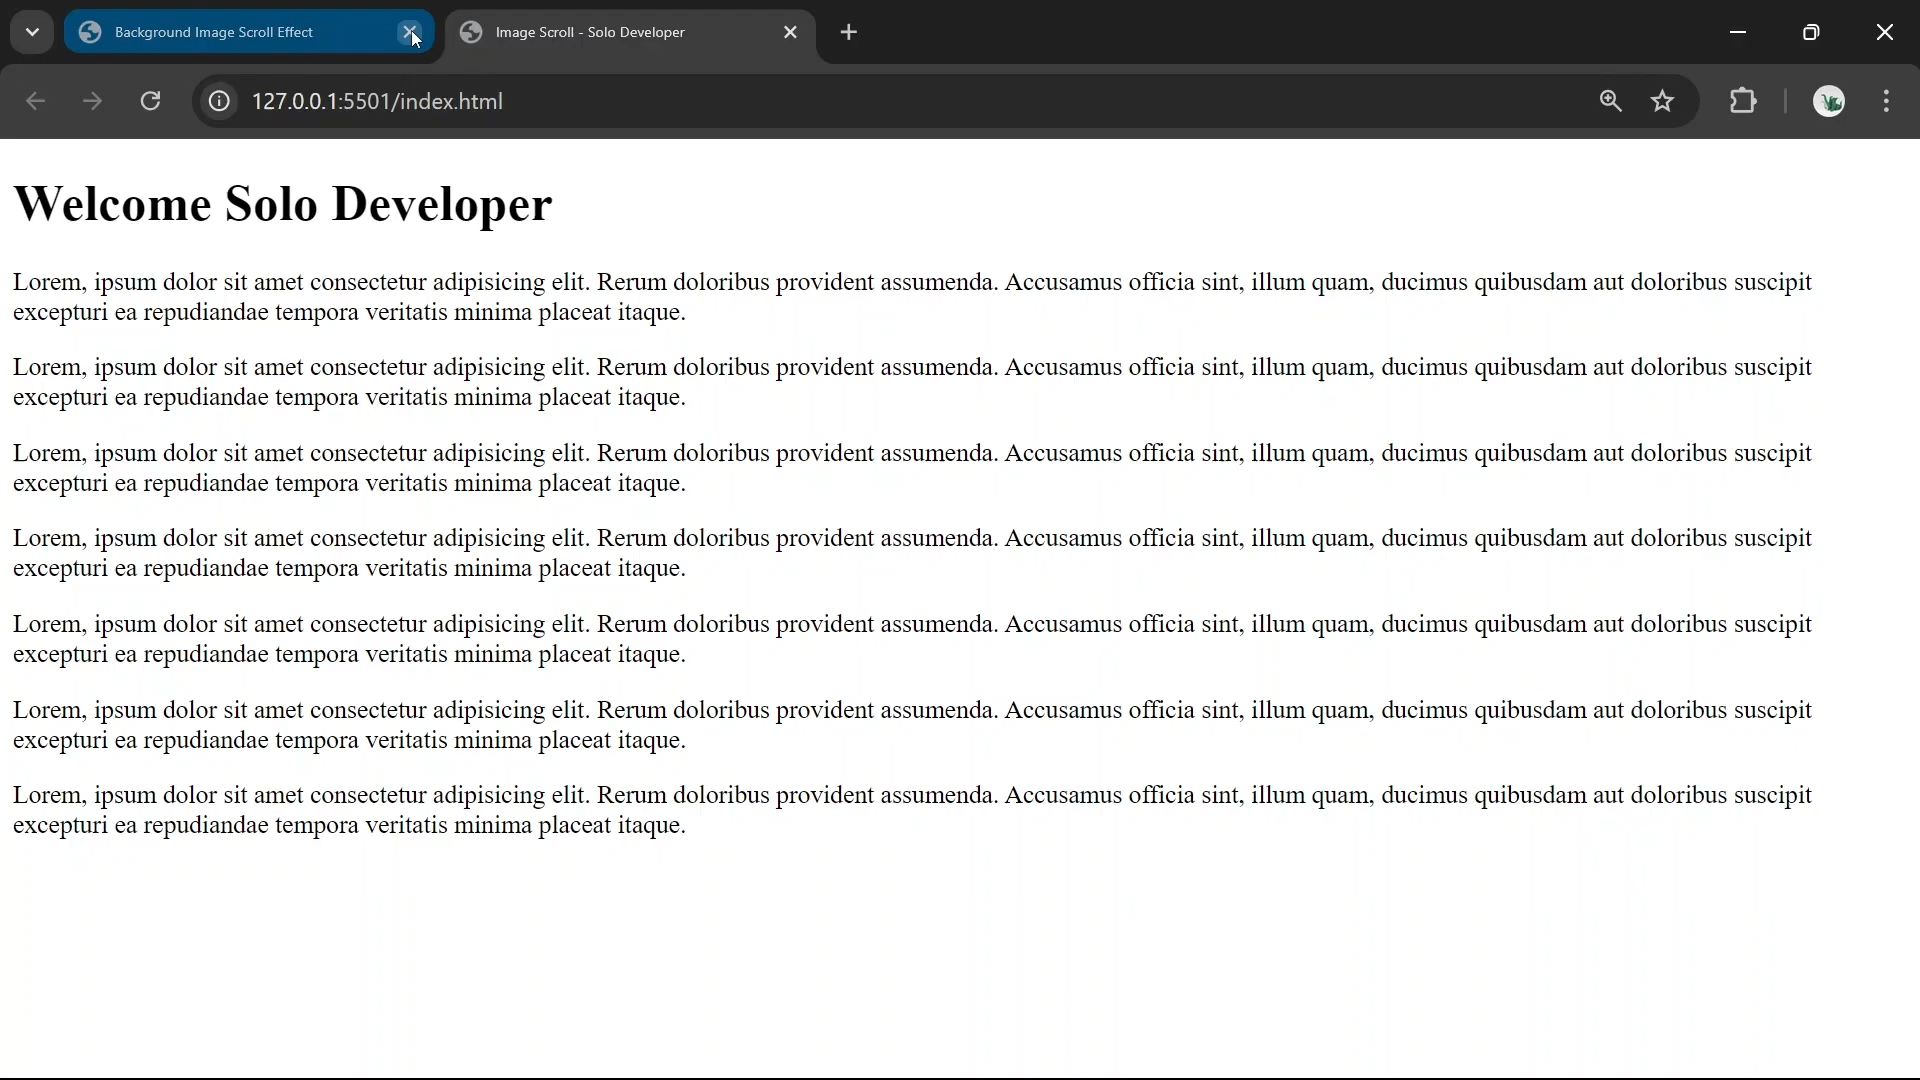 Background Image Scroll Effect
Image Scroll - Solo Developer
127.0.0.1:5501/index.html
Welcome Solo Developer
Lorem, ipsum dolor sit amet consectetur adipisicing elit. Rerum doloribus provident assumenda. Accusamus officia sint, illum quam, ducimus quibusdam aut doloribus suscipit
excepturi ea repudiandae tempora veritatis minima placeat itaque.
Lorem, ipsum dolor sit amet consectetur adipisicing elit. Rerum doloribus provident assumenda. Accusamus officia sint, illum quam, ducimus quibusdam aut doloribus suscipit
excepturi ea repudiandae tempora veritatis minima placeat itaque.
Lorem, ipsum dolor sit amet consectetur adipisicing elit. Rerum doloribus provident assumenda. Accusamus officia sint, illum quam, ducimus quibusdam aut doloribus suscipit
excepturi ea repudiandae tempora veritatis minima placeat itaque.
Lorem, ipsum dolor sit amet consectetur adipisicing elit. Rerum doloribus provident assumenda. Accusamus officia sint, illum quam, ducimus quibusdam aut doloribus suscipit
excepturi ea repudiandae tempora veritatis minima placeat itaque.
Lorem, ipsum dolor sit amet consectetur adipisicing elit. Rerum doloribus provident assumenda. Accusamus officia sint, illum quam, ducimus quibusdam aut doloribus suscipit
excepturi ea repudiandae tempora veritatis minima placeat itaque.
Lorem, ipsum dolor sit amet consectetur adipisicing elit. Rerum doloribus provident assumenda. Accusamus officia sint, illum quam, ducimus quibusdam aut doloribus suscipit
excepturi ea repudiandae tempora veritatis minima placeat itaque.
Lorem, ipsum dolor sit amet consectetur adipisicing elit. Rerum doloribus provident assumenda. Accusamus officia sint, illum quam, ducimus quibusdam aut doloribus suscipit
excepturi ea repudiandae tempora veritatis minima placeat itaque.